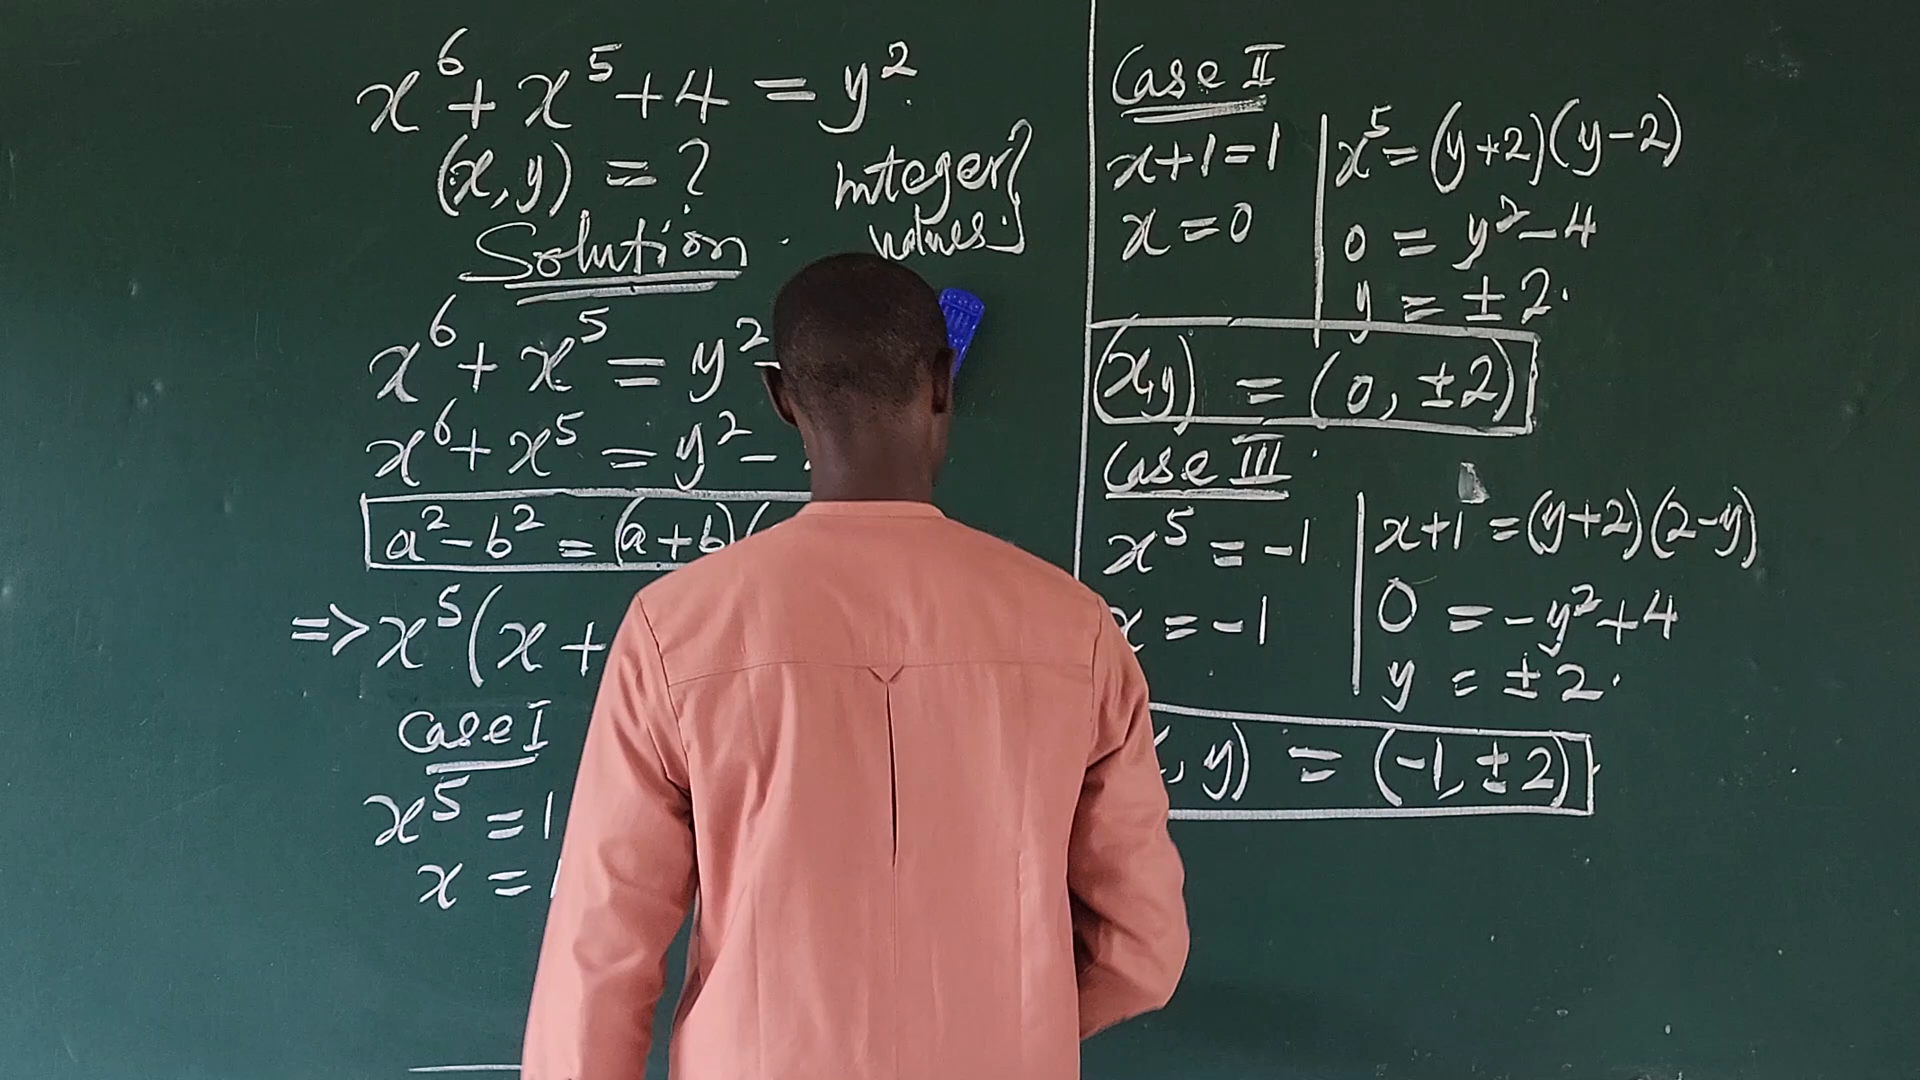 x⁶ + x⁵ + 4 = y²
(x, y) = ?
integer values.
Solution
x⁶ + x⁵ = y²
x⁶ + x⁵ = y² -
a² - b² = (a + b)(
=> x⁵(x +
Case I
x⁵ = 1
x =
Case II
x + 1 = 1
x = 0
x⁵ = (y + 2)(y - 2)
0 = y² - 4
y = ± 2.
(x, y) = (0, ±2)
Case III
x⁵ = -1
x = -1
x + 1 = (y + 2)(2 - y)
0 = -y² + 4
y = ± 2.
, y) = (-1, ±2)